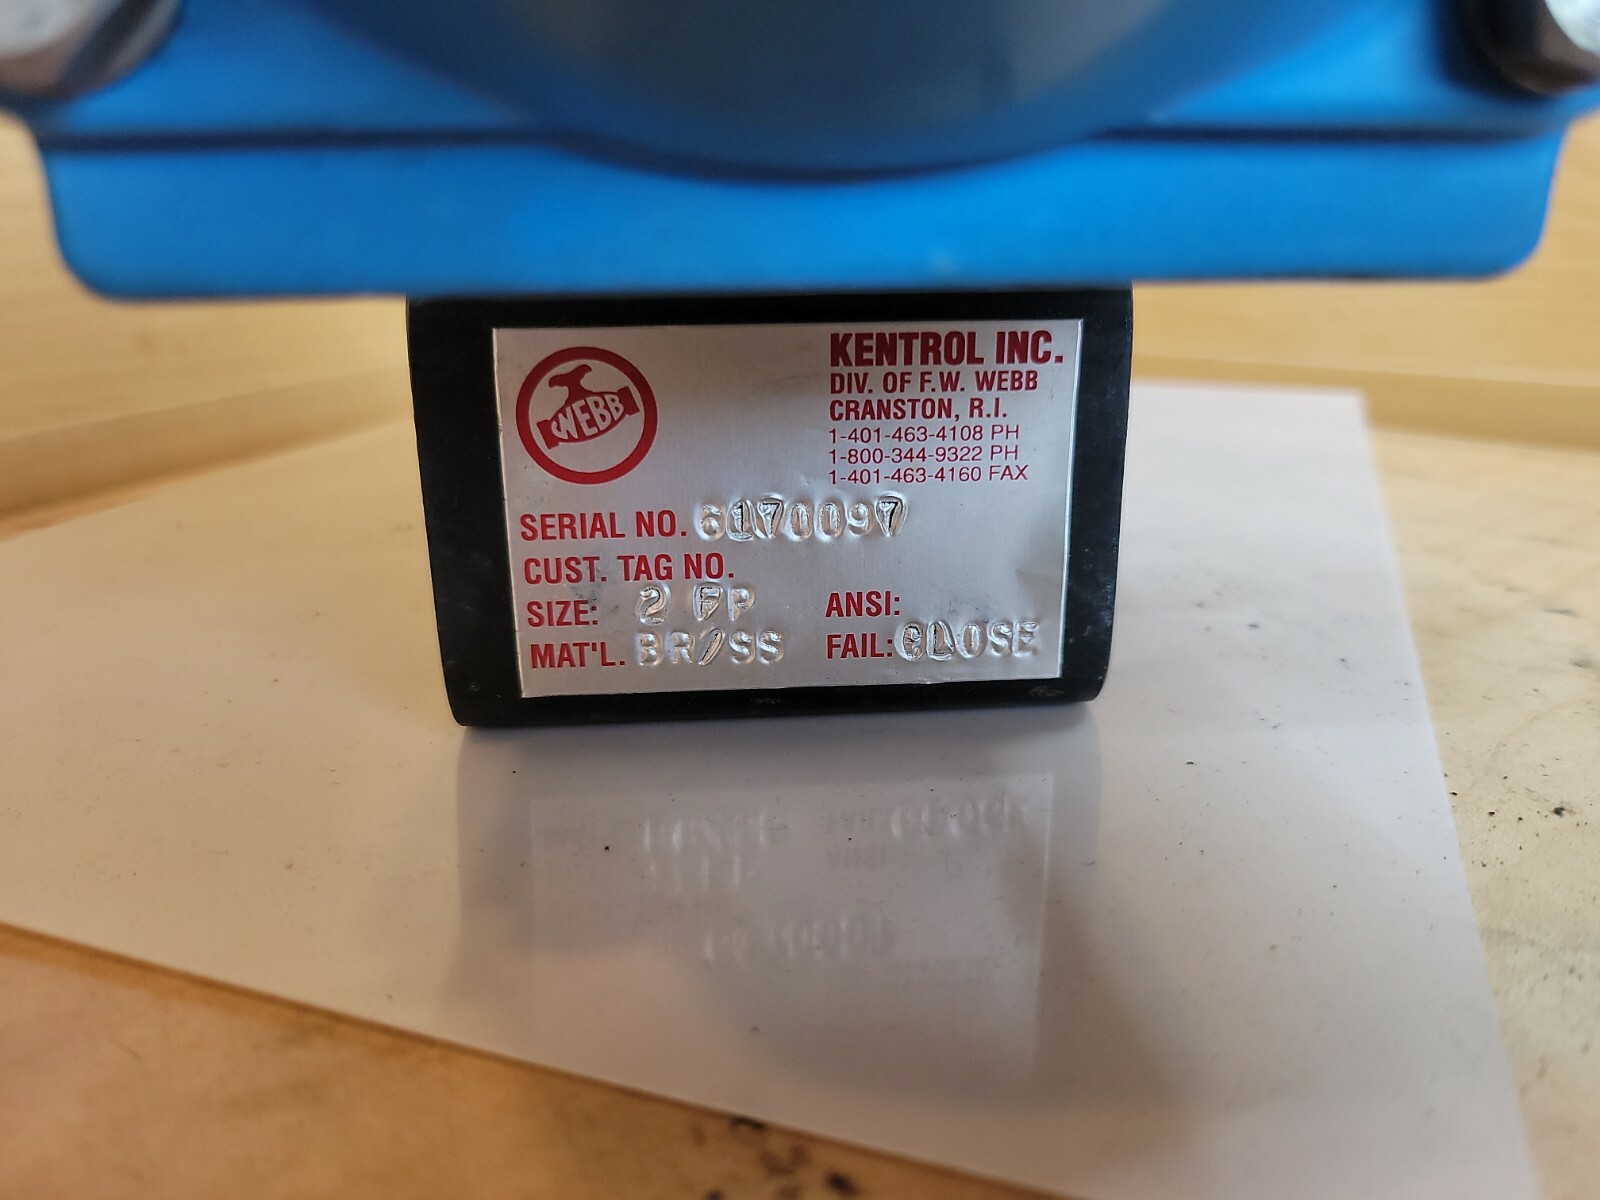 WEBB
KENTROL INC.
DIV. OF F.W. WEBB
CRANSTON, R.I.
1-401-463-4108 PH
1-800-344-9322 PH
1-401-463-4160 FAX
SERIAL NO. 6170097
CUST. TAG NO.
SIZE: 2 FP ANSI:
MAT'L. BR/SS FAIL: CLOSE